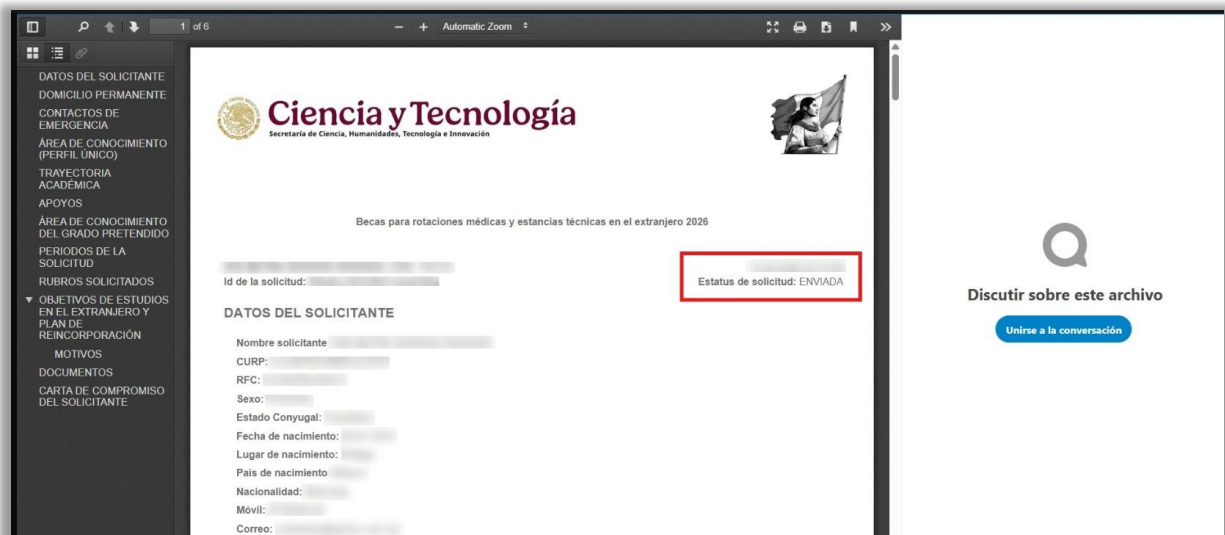 1 of 6
Automatic Zoom
DATOS DEL SOLICITANTE
DOMICILIO PERMANENTE
CONTACTOS DE
EMERGENCIA
ÁREA DE CONOCIMIENTO
(PERFIL ÚNICO)
TRAYECTORIA
ACADÉMICA
APOYOS
ÁREA DE CONOCIMIENTO
DEL GRADO PRETENDIDO
PERIODOS DE LA
SOLICITUD
RUBROS SOLICITADOS
OBJETIVOS DE ESTUDIOS
EN EL EXTRANJERO Y
PLAN DE
REINCORPORACIÓN
MOTIVOS
DOCUMENTOS
CARTA DE COMPROMISO
DEL SOLICITANTE
Ciencia y Tecnología
Secretaría de Ciencia, Humanidades, Tecnología e Innovación
Becas para rotaciones médicas y estancias técnicas en el extranjero 2026
Id de la solicitud:
Estatus de solicitud: ENVIADA
DATOS DEL SOLICITANTE
Nombre solicitante
CURP:
RFC:
Sexo:
Estado Conyugal:
Fecha de nacimiento:
Lugar de nacimiento:
País de nacimiento
Nacionalidad:
Móvil:
Correo:
Discutir sobre este archivo
Unirse a la conversación